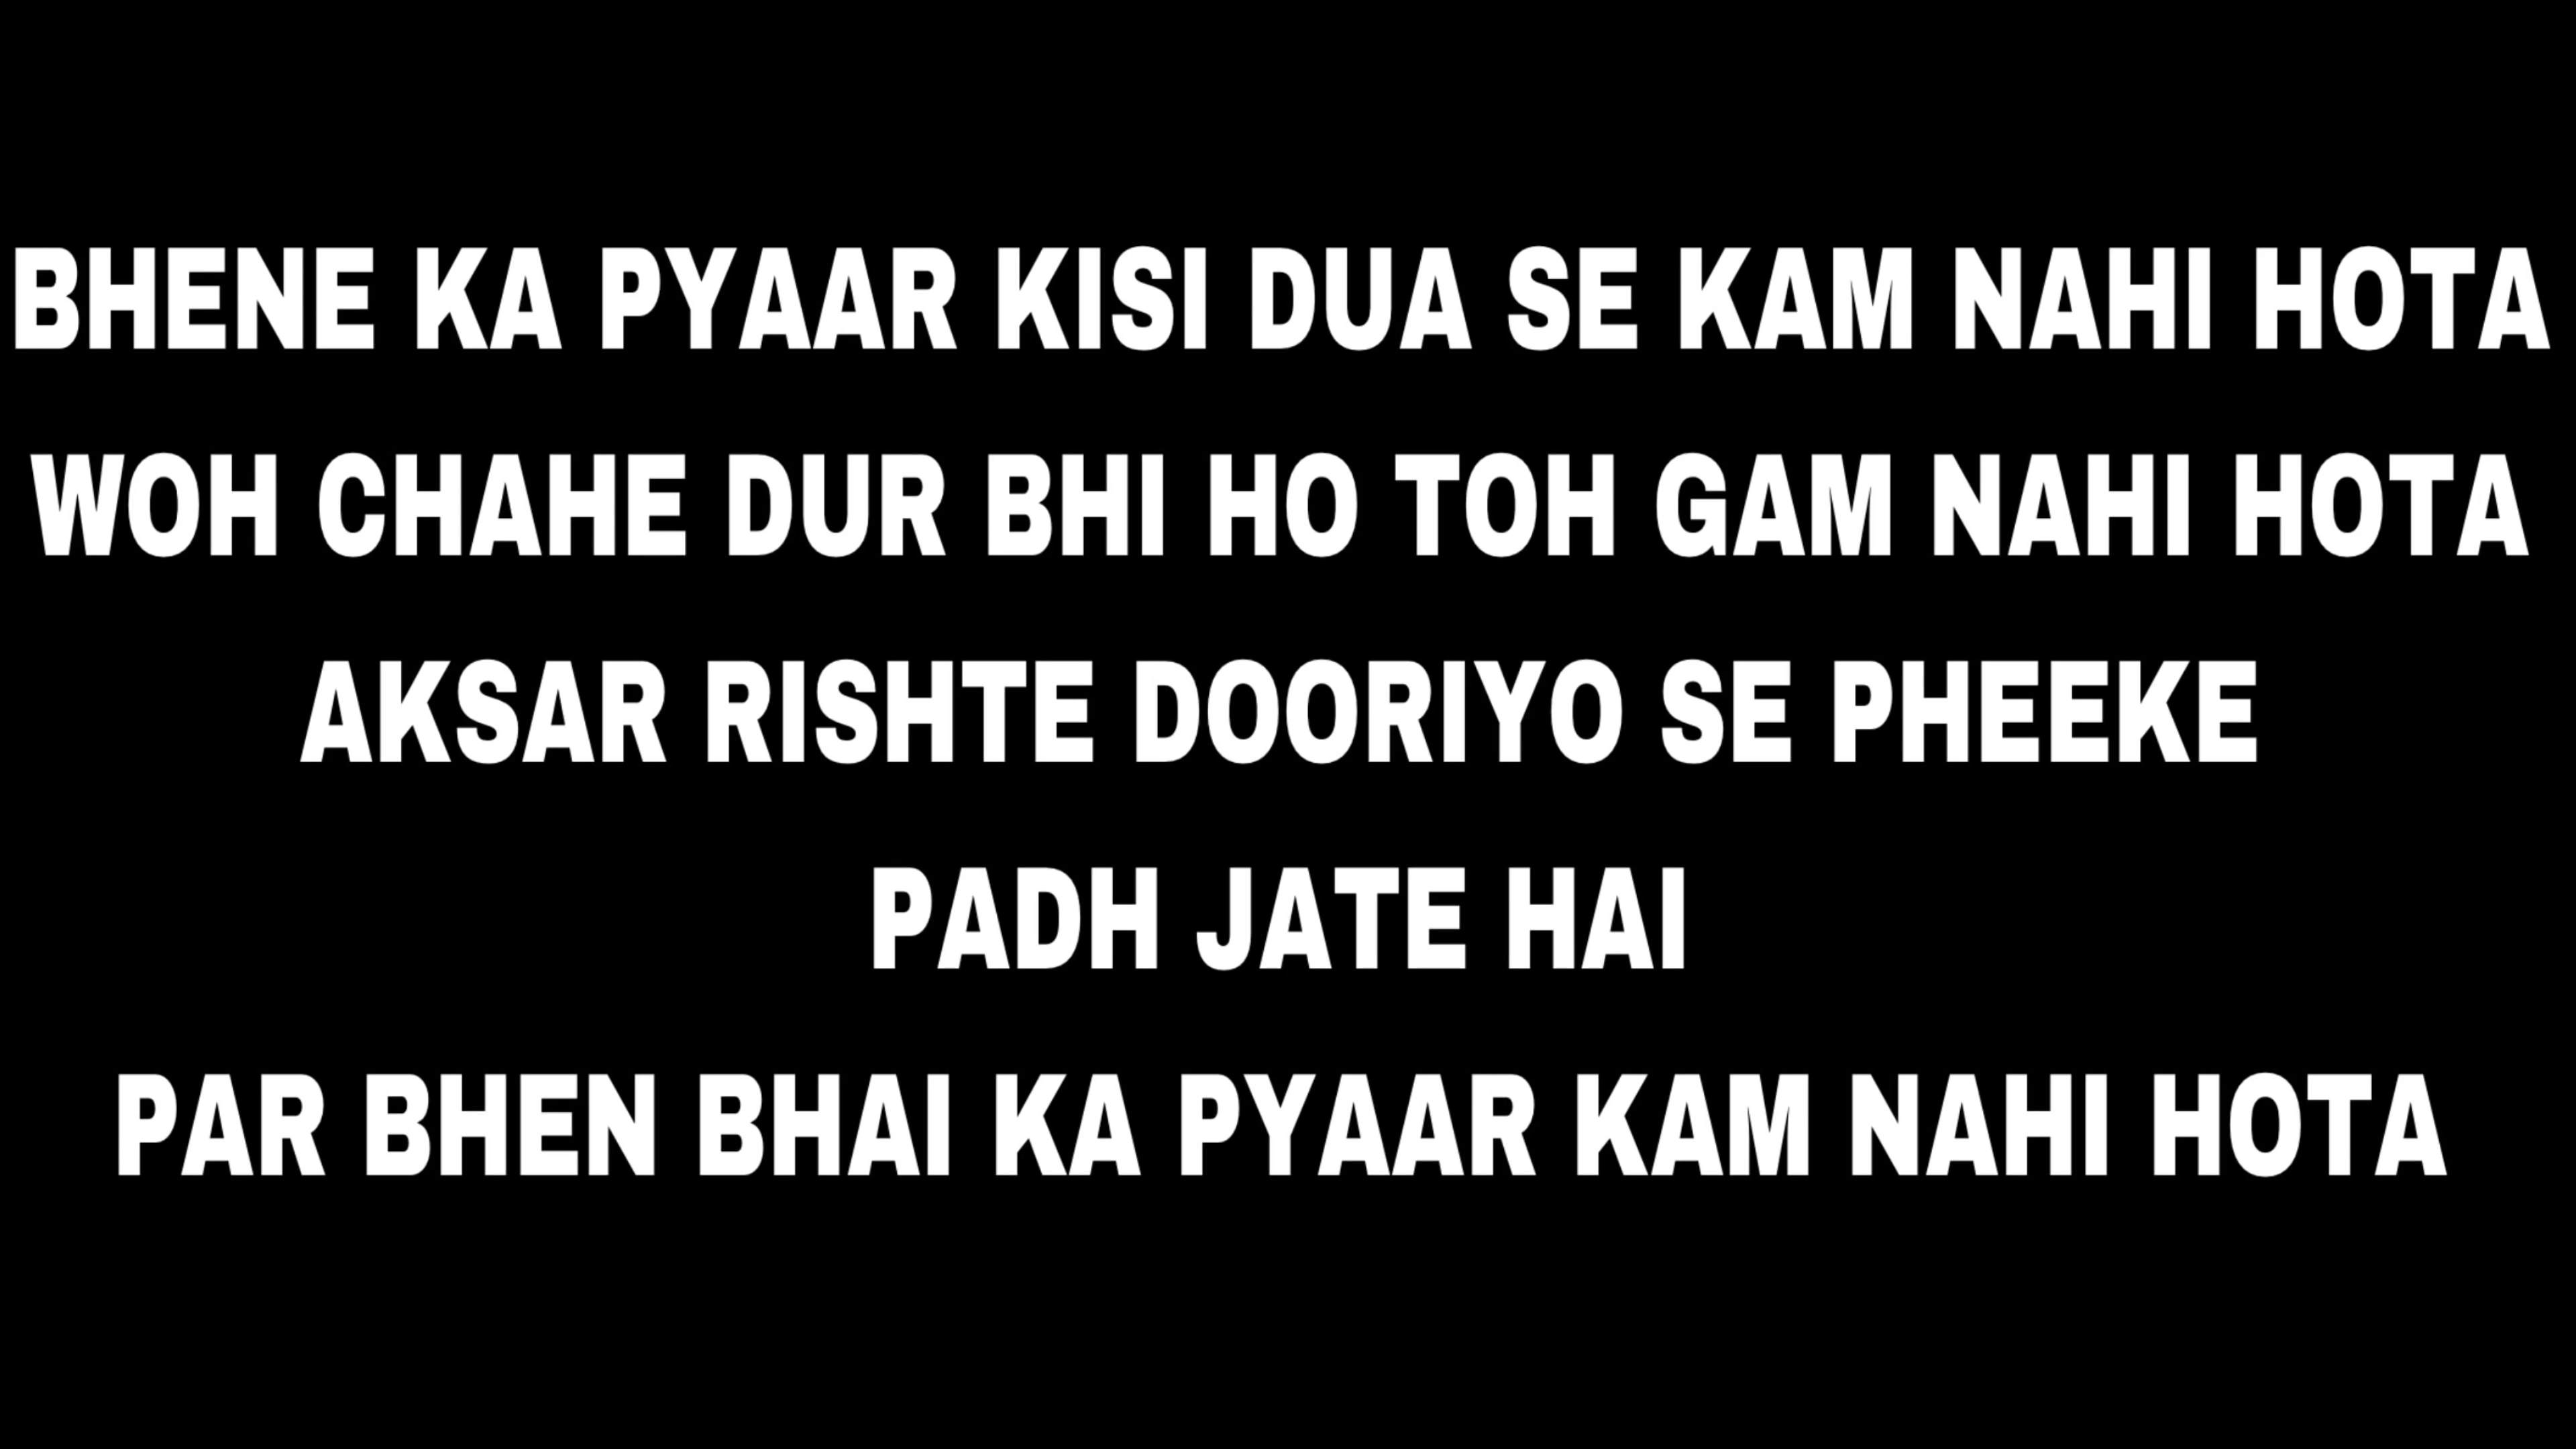 BHENE KA PYAAR KISI DUA SE KAM NAHI HOTA
WOH CHAHE DUR BHI HO TOH GAM NAHI HOTA
AKSAR RISHTE DOORIYO SE PHEEKE
PADH JATE HAI
PAR BHEN BHAI KA PYAAR KAM NAHI HOTA